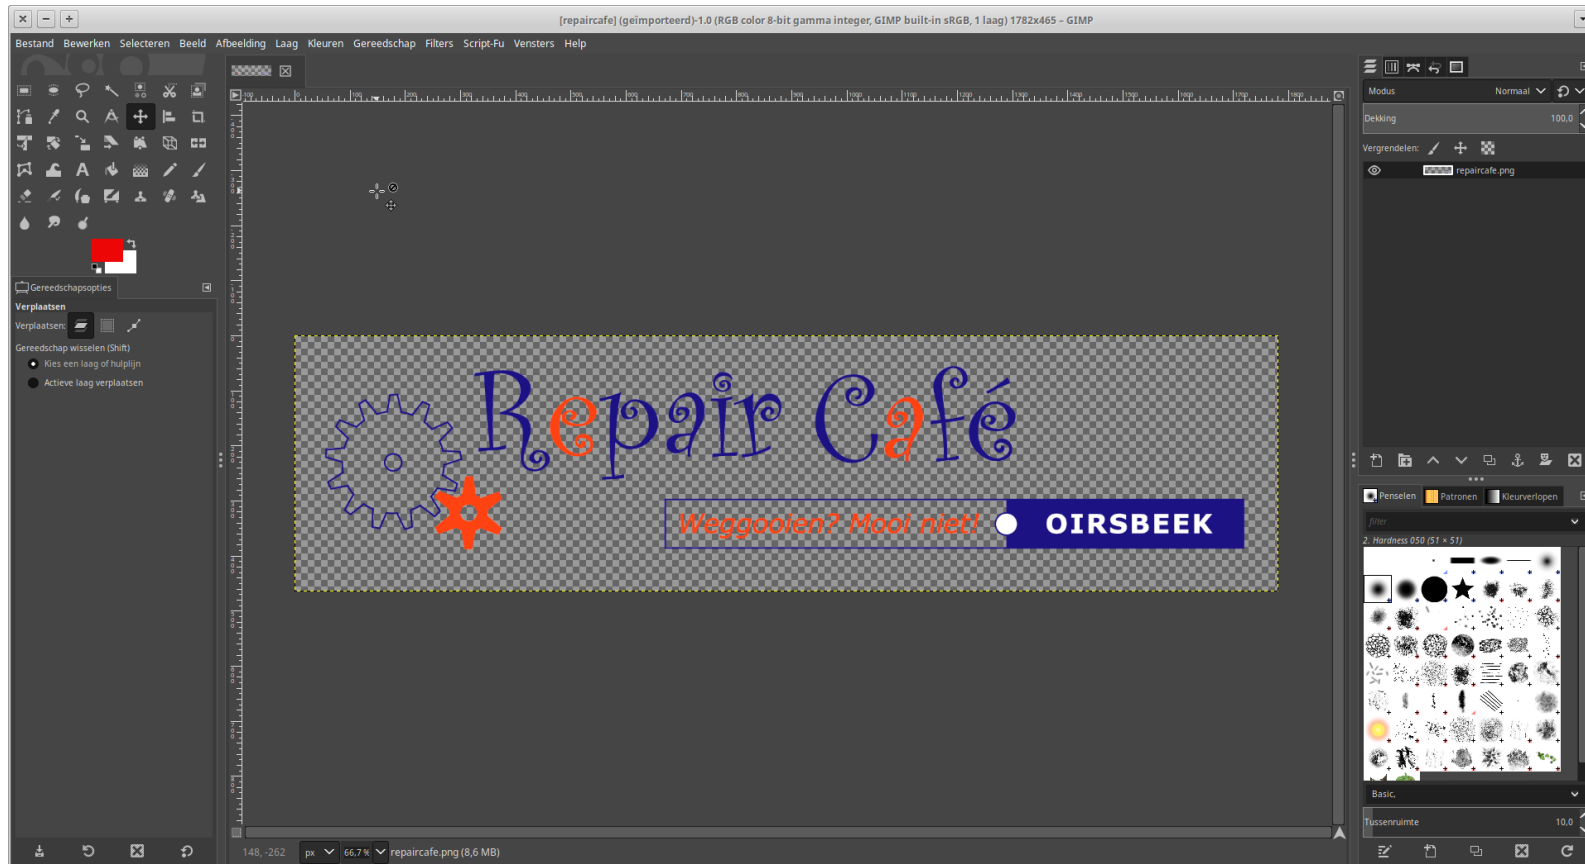 [repaircafe] (geïmporteerd)-1.0 (RGB color 8-bit gamma integer, GIMP built-in sRGB, 1 laag) 1782x465 – GIMP
Bestand Bewerken Selecteren Beeld Afbeelding Laag Kleuren Gereedschap Filters Script-Fu Vensters Help
Gereedschapsopties
Verplaatsen
Verplaatsen:
Gereedschap wisselen (Shift)
Kies een laag of hulplijn
Actieve laag verplaatsen
Repair Café
Weggooien? Mooi niet!
OIRSBEEK
148, -262
px
66,7 %
repaircafe.png (8,6 MB)
Modus
Normaal
Dekking
100,0
Vergrendelen:
repaircafe.png
Penselen
Patronen
Kleurverlopen
filter
2. Hardness 050 (51 × 51)
Basic,
Tussenruimte
10,0